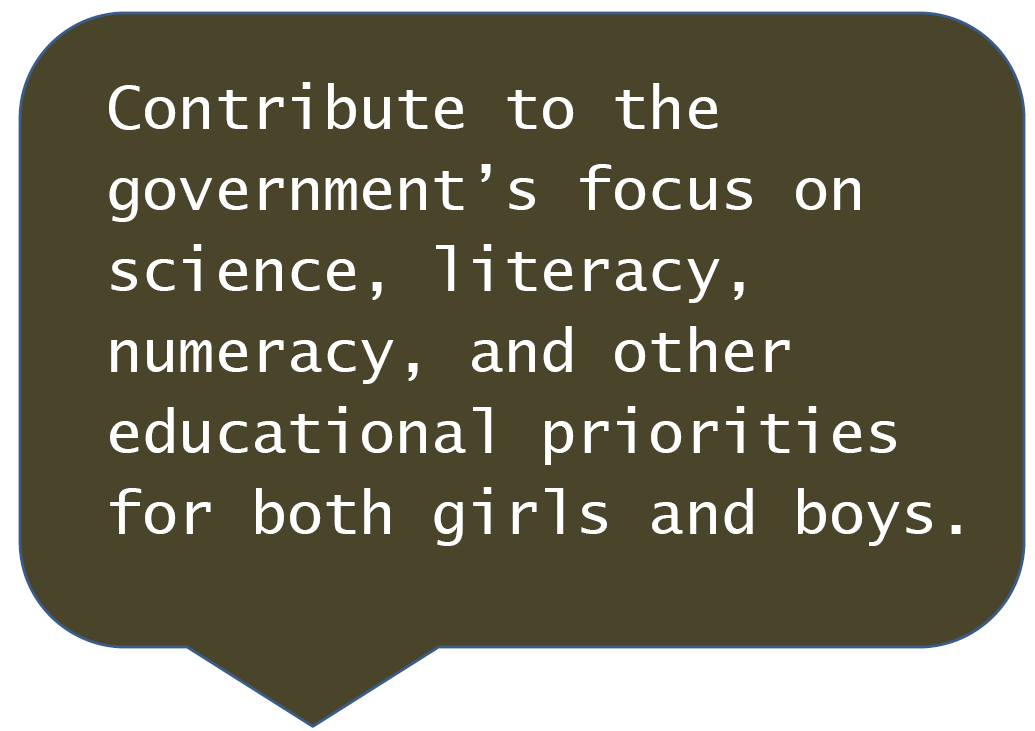 Contribute to the
government’s focus on
science, literacy,
numeracy, and other
educational priorities
for both girls and boys.